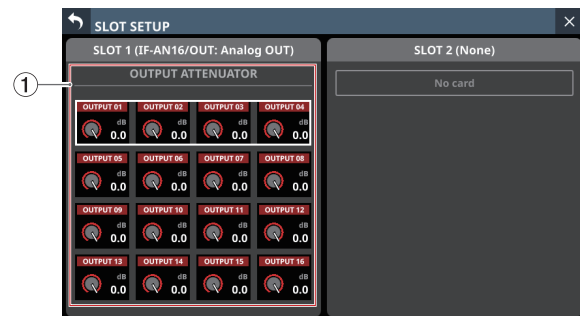 SLOT SETUP
SLOT 1 (IF-AN16/OUT: Analog OUT)
SLOT 2 (None)
1
OUTPUT ATTENUATOR
No card
OUTPUT 01 OUTPUT 02 OUTPUT 03 OUTPUT 04
dB dB dB dB
0.0 0.0 0.0 0.0
OUTPUT 05 OUTPUT 06 OUTPUT 07 OUTPUT 08
dB dB dB dB
0.0 0.0 0.0 0.0
OUTPUT 09 OUTPUT 10 OUTPUT 11 OUTPUT 12
dB dB dB dB
0.0 0.0 0.0 0.0
OUTPUT 13 OUTPUT 14 OUTPUT 15 OUTPUT 16
dB dB dB dB
0.0 0.0 0.0 0.0